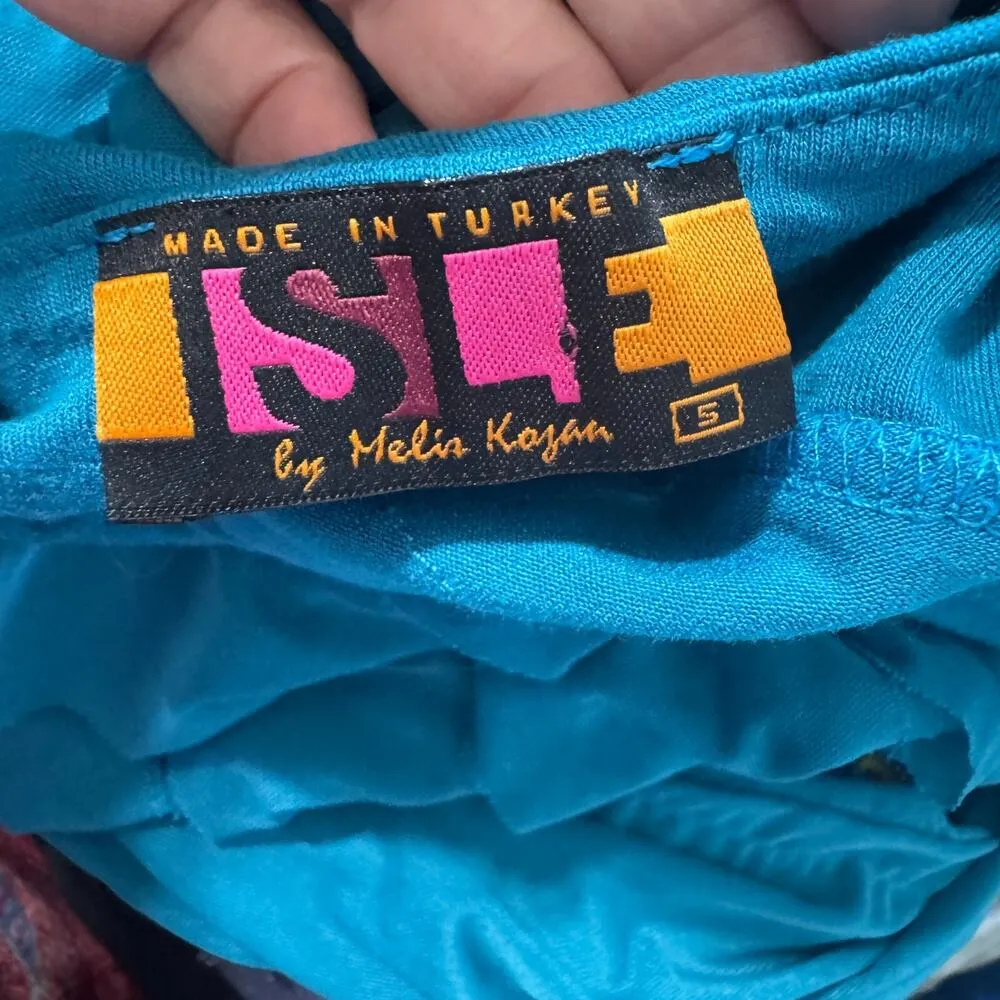 MADE IN TURKEY
ISLE
by Melis Kozan
S